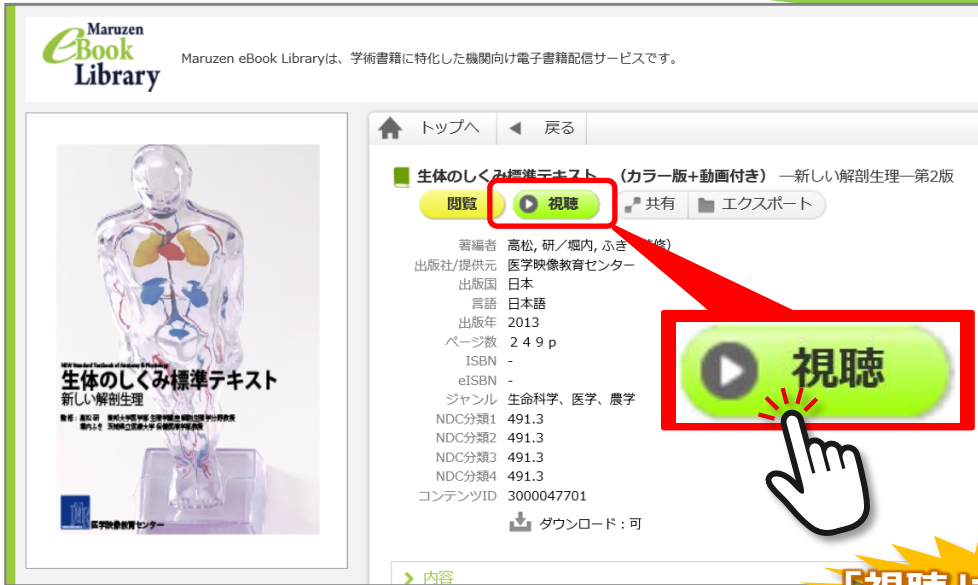 Maruzen
eBook
Library
Maruzen eBook Libraryは、学術書籍に特化した機関向け電子書籍配信サービスです。
トップへ
戻る
生体のしくみ標準テキスト （カラー版+動画付き） ―新しい解剖生理―第2版
閲覧
視聴
共有
エクスポート
著編者 高松, 研／堀内, ふき
出版社/提供元 医学映像教育センター
出版国 日本
言語 日本語
出版年 2013
ページ数 ２４９ｐ
ISBN -
eISBN -
ジャンル 生命科学、医学、農学
NDC分類1 491.3
NDC分類2 491.3
NDC分類3 491.3
NDC分類4 491.3
コンテンツID 3000047701
ダウンロード：可
内容
視聴
NEW Standard Textbook of Anatomy & Physiology
生体のしくみ標準テキスト
新しい解剖生理
医学映像教育センター
「視聴」